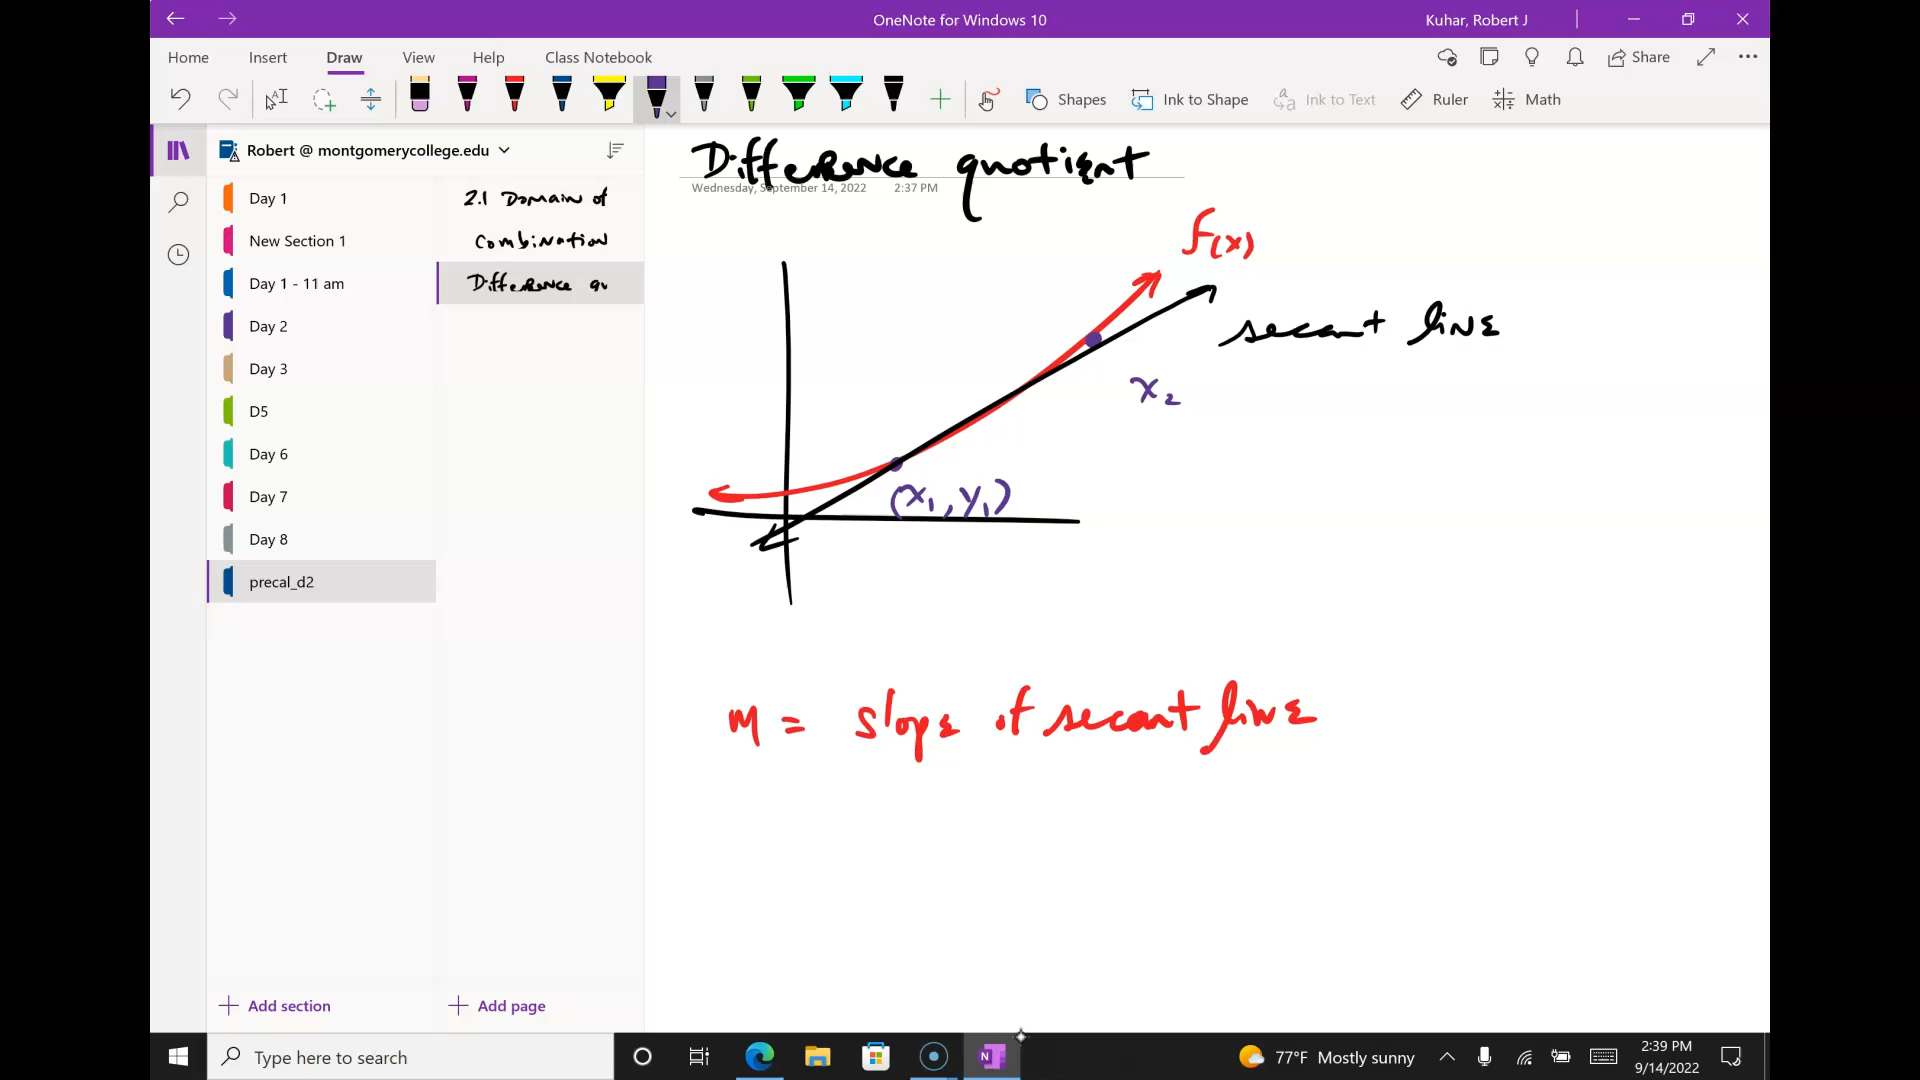 OneNote for Windows 10
Kuhar, Robert J
Home Insert Draw View Help Class Notebook
Share
Shapes Ink to Shape Ink to Text Ruler Math
Robert @ montgomerycollege.edu
Day 1
New Section 1
Day 1 - 11 am
Day 2
Day 3
D5
Day 6
Day 7
Day 8
precal_d2
Add section
2.1 Domain of
Combination
Difference qu
Add page
Difference quotient
Wednesday, September 14, 2022 2:37 PM
f(x)
secant line
x₂
(x₁, y₁)
m = slope of secant line
Type here to search
77°F Mostly sunny
2:39 PM
9/14/2022